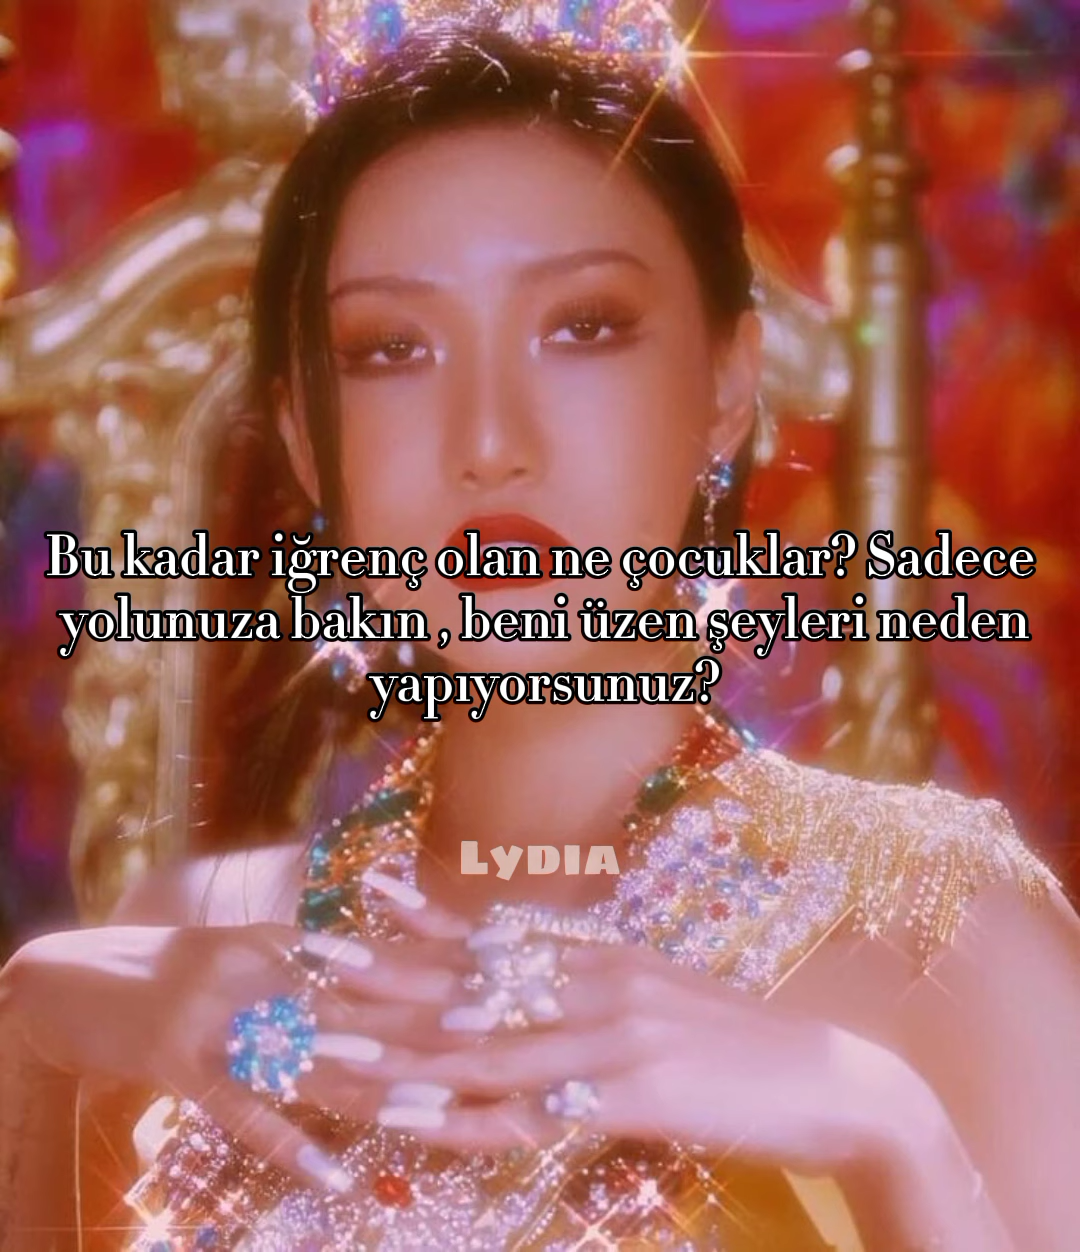 Bu kadar iğrenç olan ne çocuklar? Sadece
yolunuza bakın , beni üzen şeyleri neden
yapıyorsunuz?
Lydia